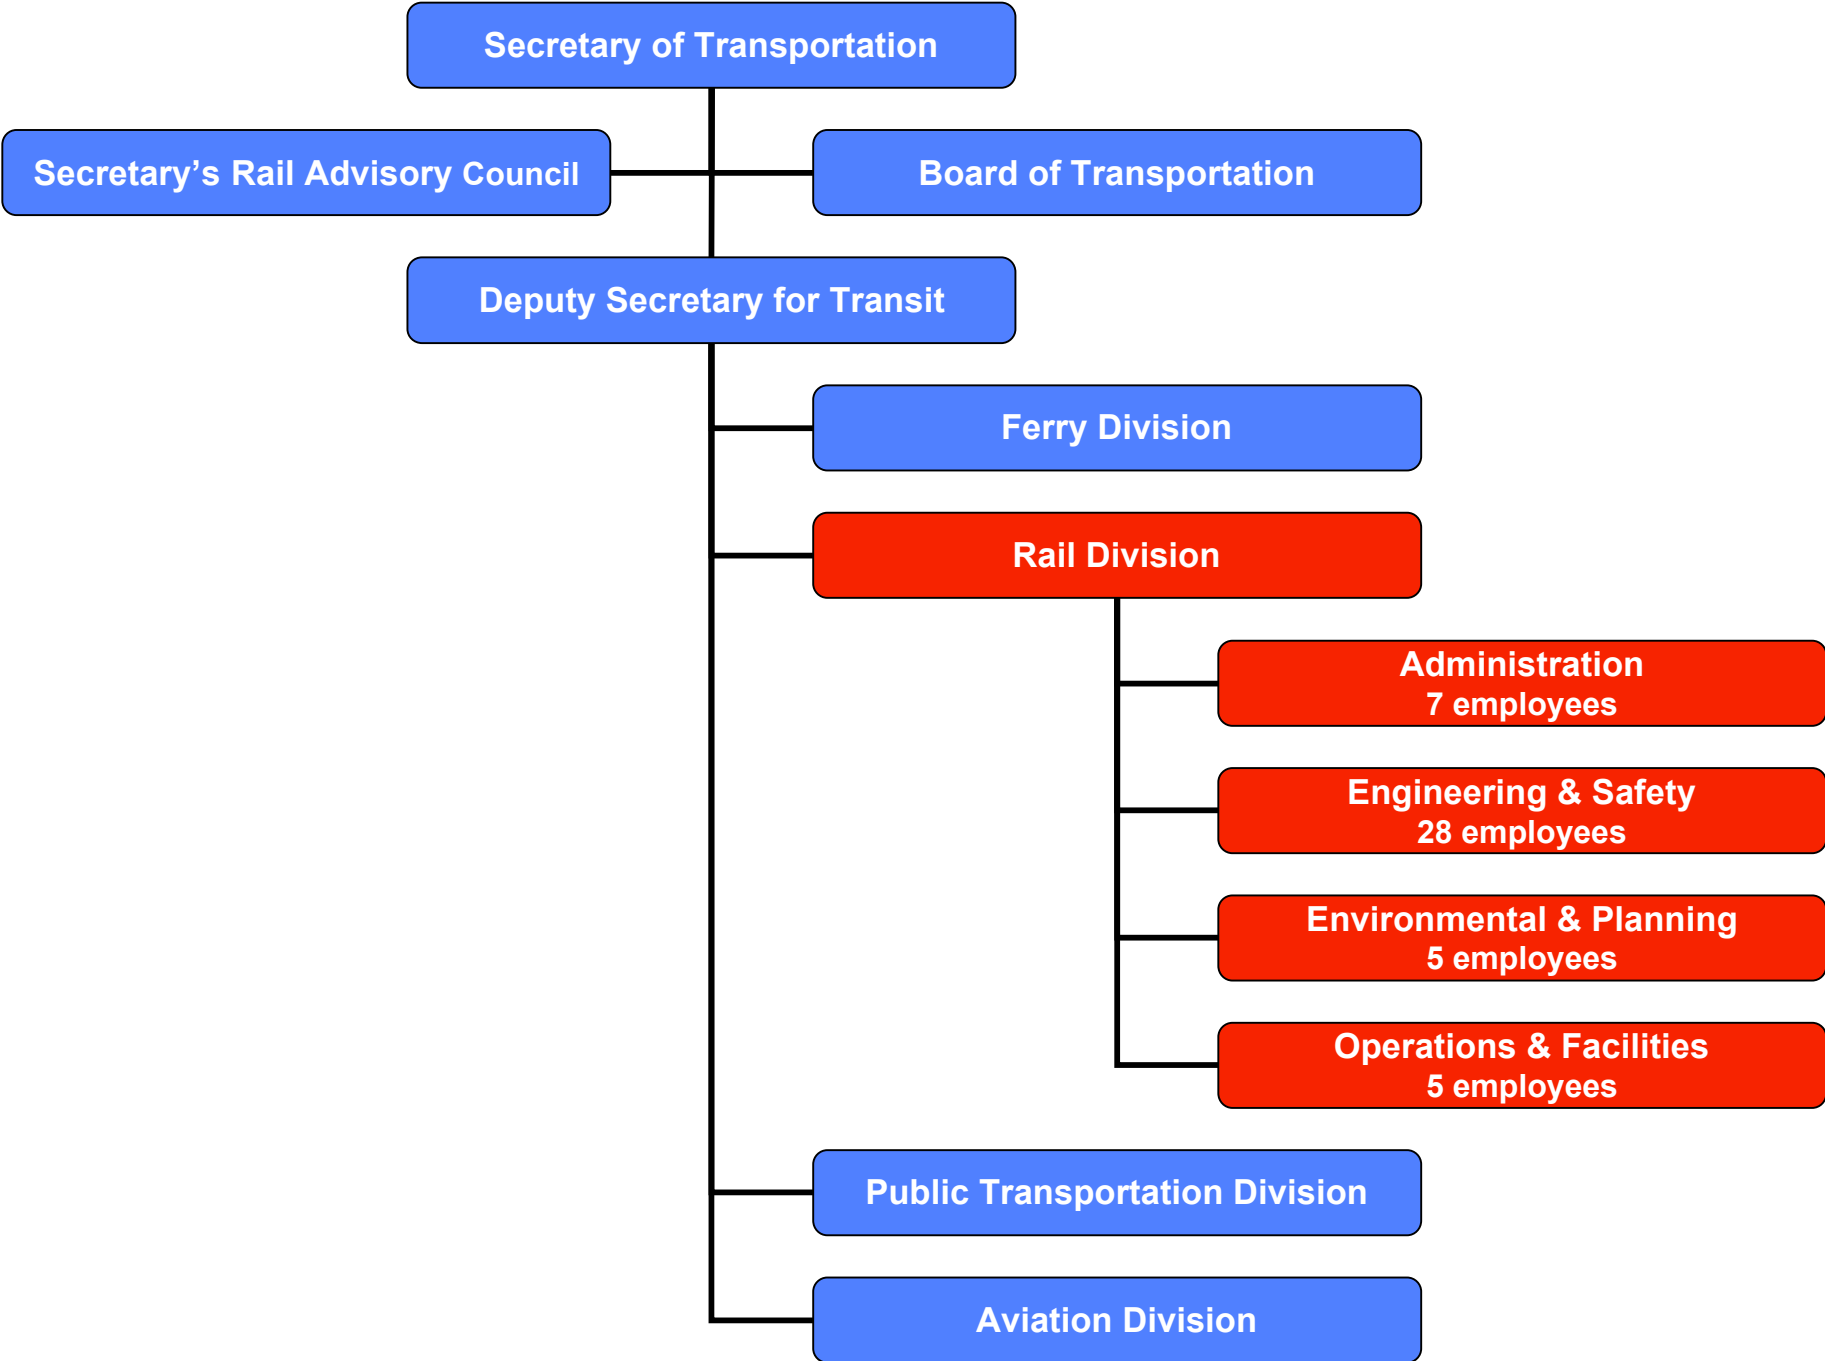 Secretary of Transportation
Secretary’s Rail Advisory Council
Board of Transportation
Deputy Secretary for Transit
Ferry Division
Rail Division
Administration
7 employees
Engineering & Safety
28 employees
Environmental & Planning
5 employees
Operations & Facilities
5 employees
Public Transportation Division
Aviation Division